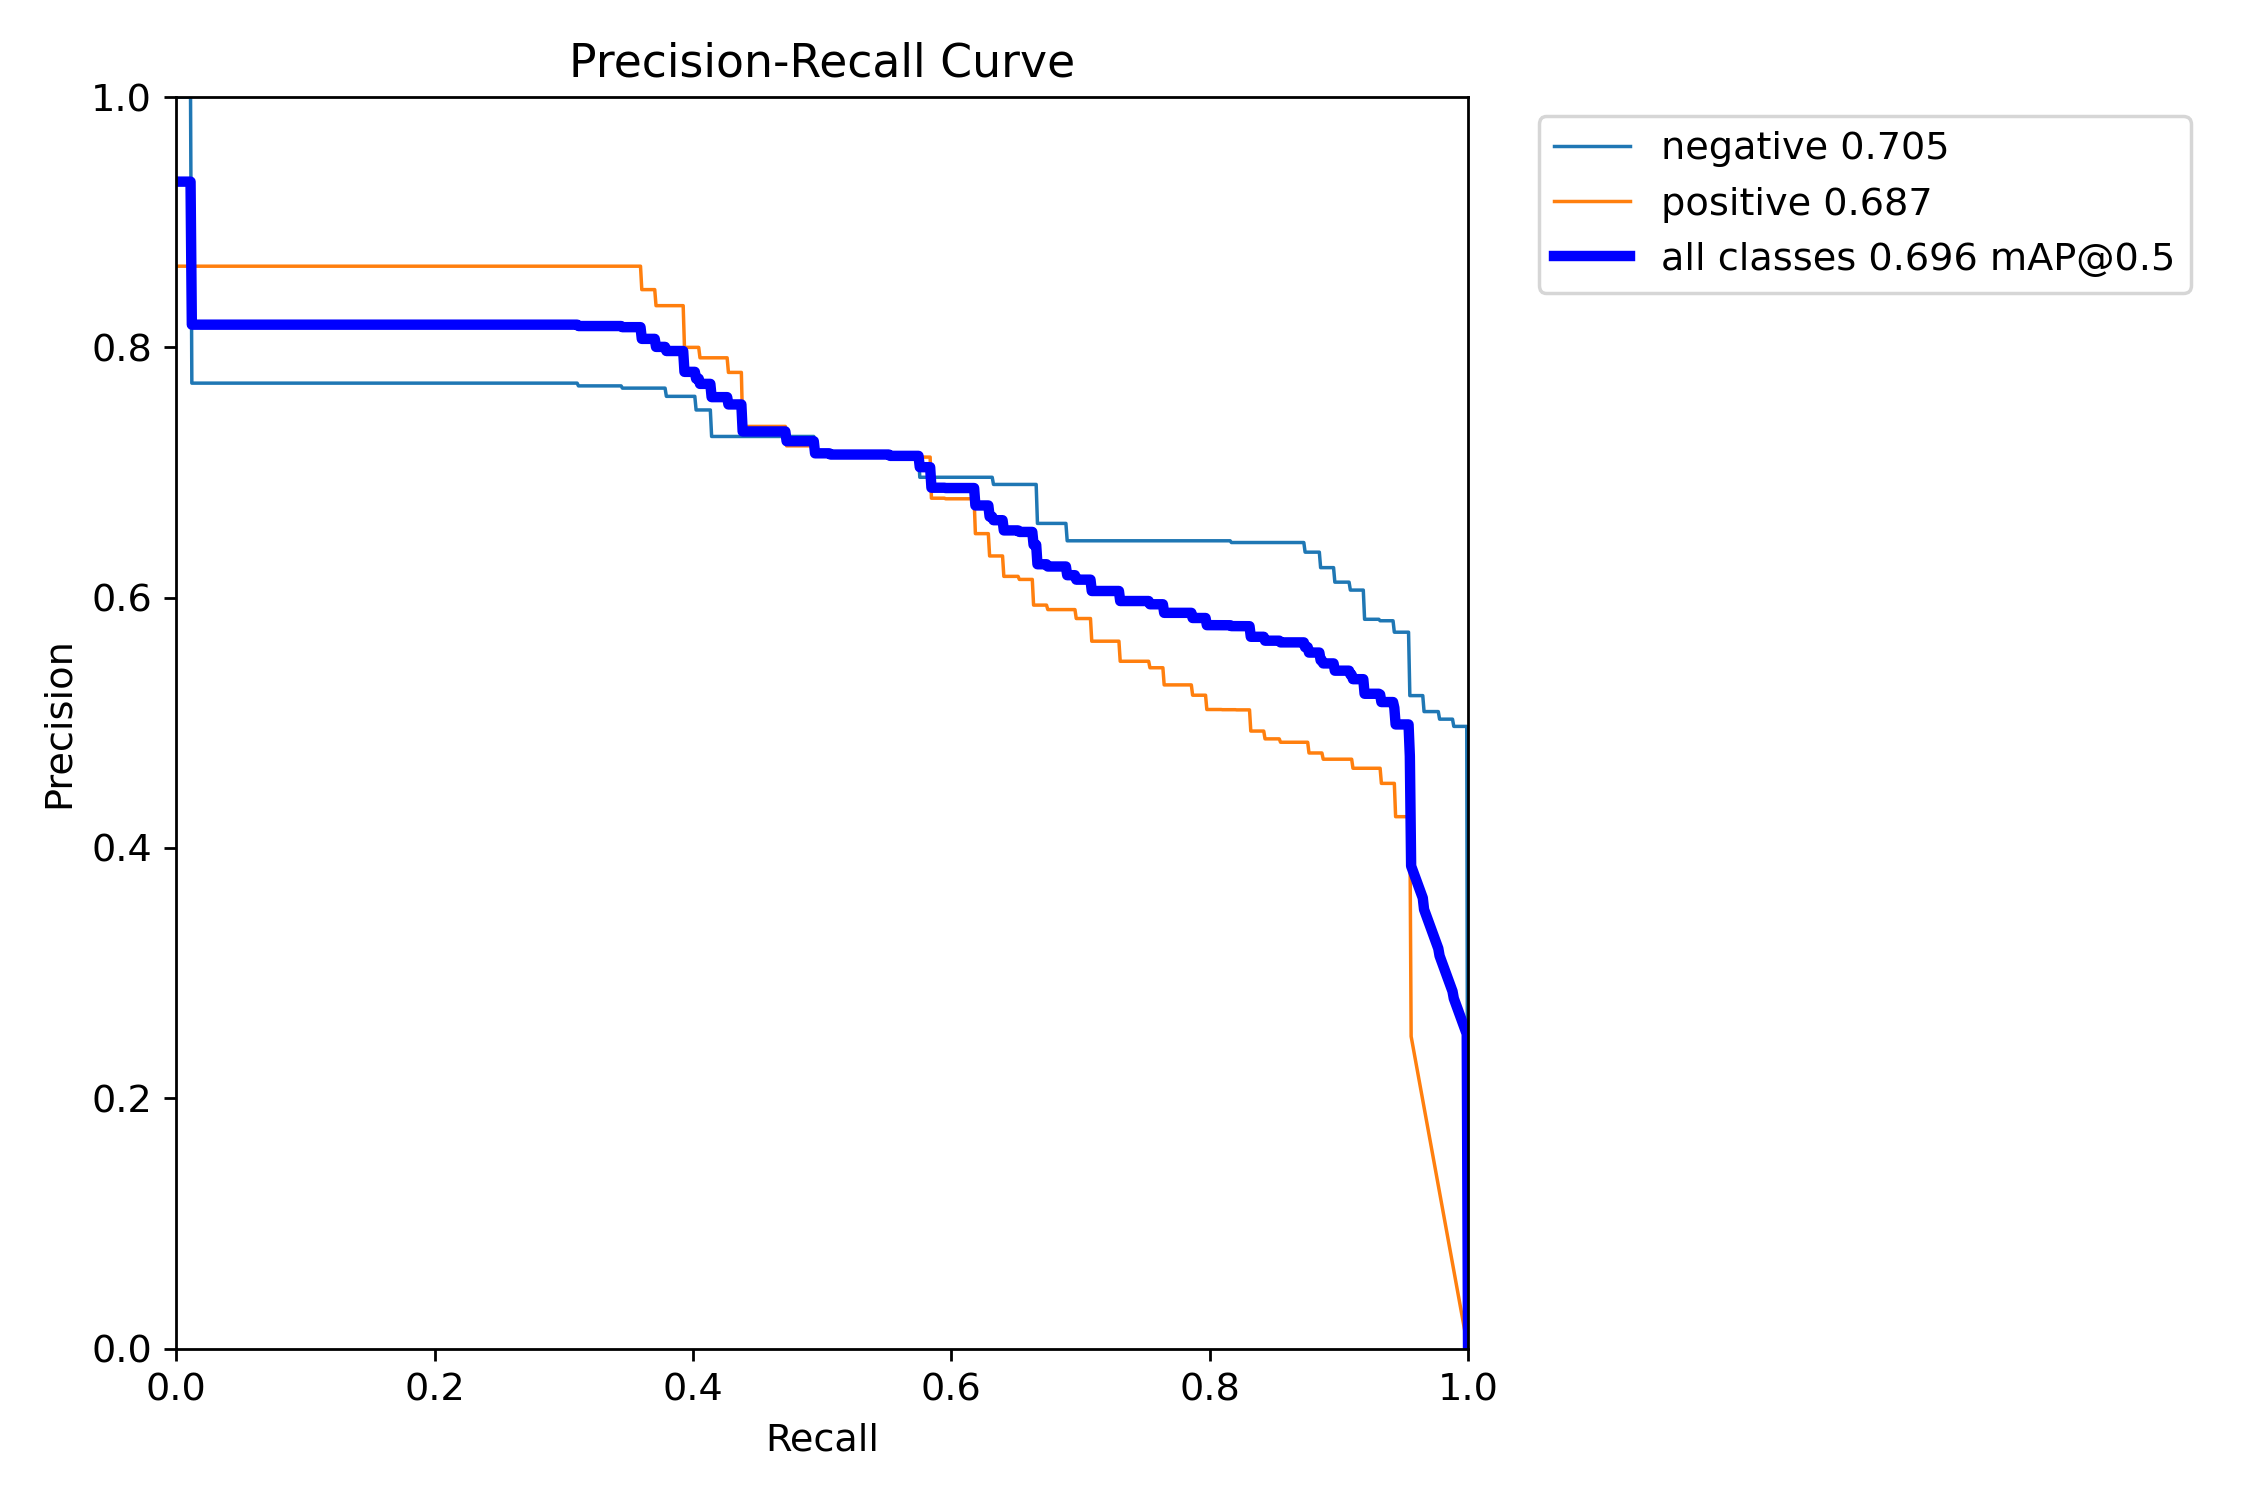 Precision-Recall Curve
1.0
0.8
0.6
0.4
0.2
0.0
Precision
0.0 0.2 0.4 0.6 0.8 1.0
Recall
negative 0.705
positive 0.687
all classes 0.696 mAP@0.5